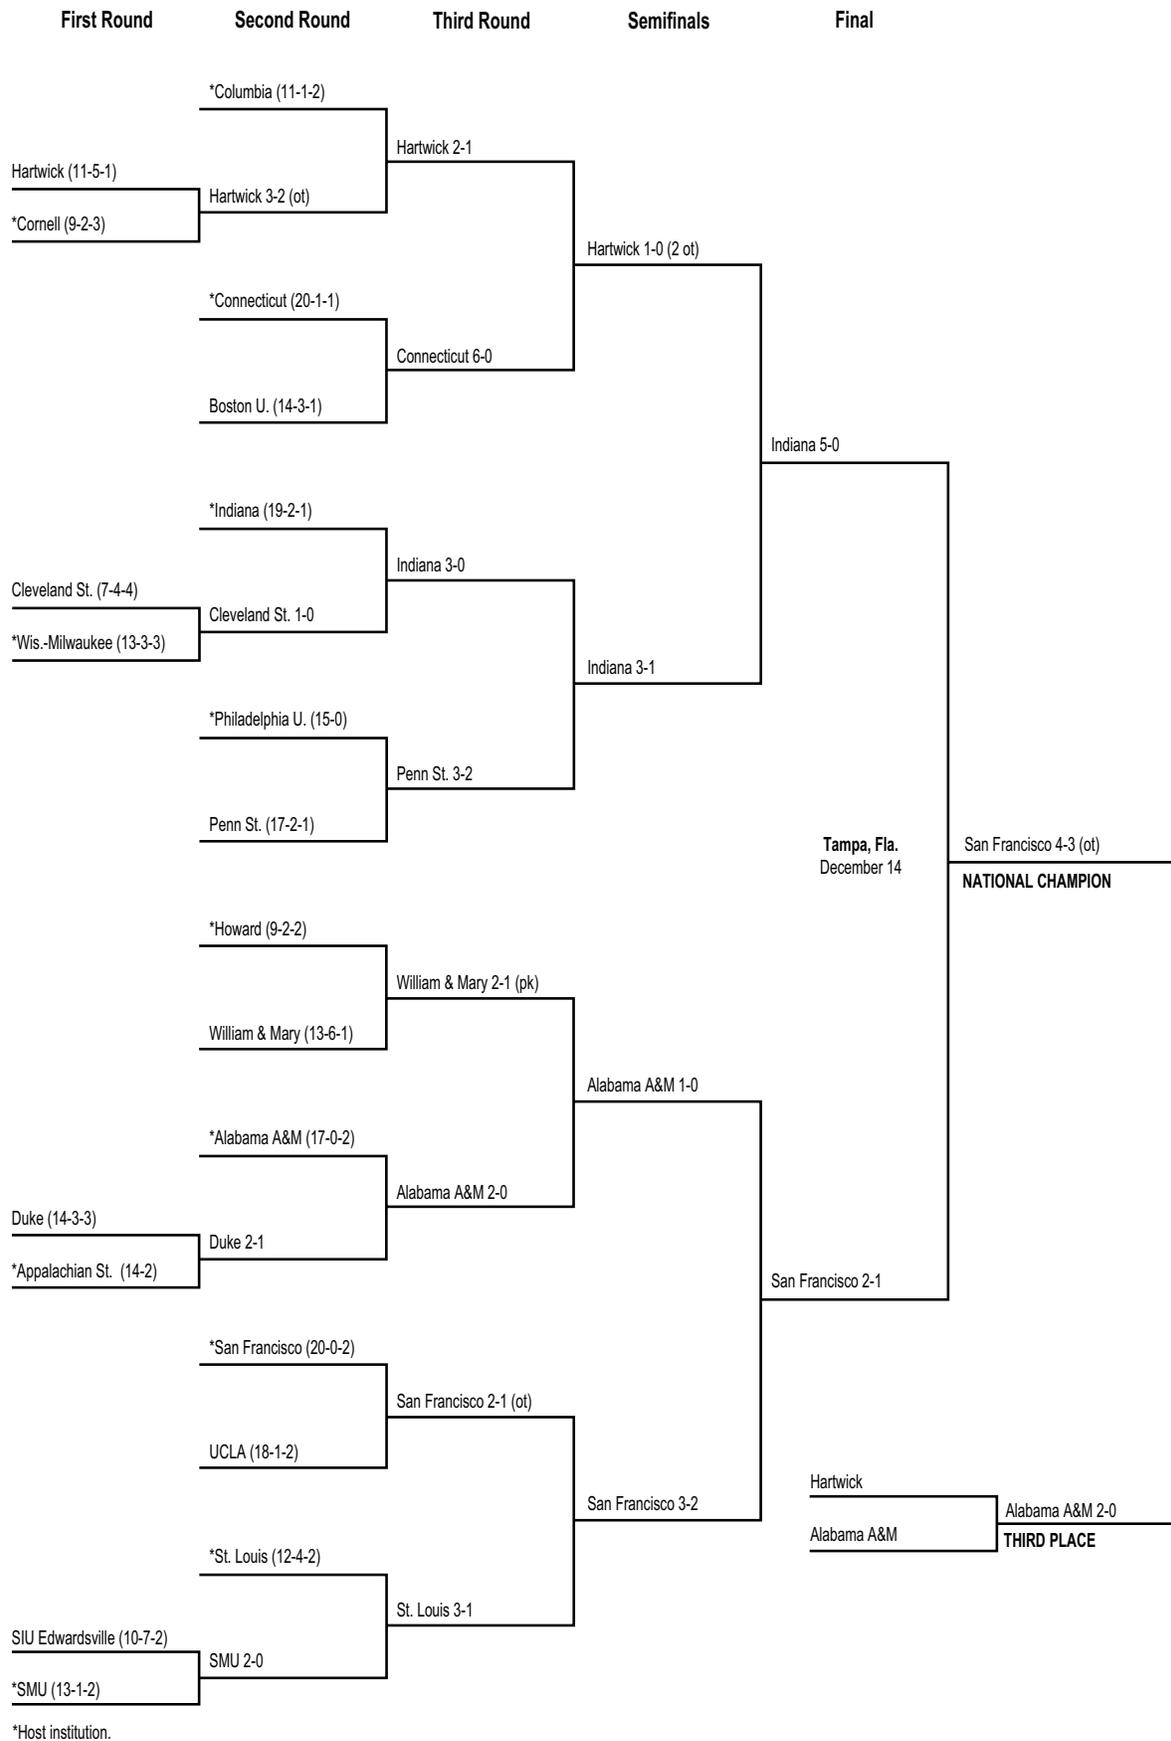 First Round
Second Round
Third Round
Semifinals
Final
*Columbia (11-1-2)
Hartwick 2-1
Hartwick (11-5-1)
Hartwick 3-2 (ot)
*Cornell (9-2-3)
Hartwick 1-0 (2 ot)
*Connecticut (20-1-1)
Connecticut 6-0
Boston U. (14-3-1)
Indiana 5-0
*Indiana (19-2-1)
Indiana 3-0
Cleveland St. (7-4-4)
Cleveland St. 1-0
*Wis.-Milwaukee (13-3-3)
Indiana 3-1
*Philadelphia U. (15-0)
Penn St. 3-2
Penn St. (17-2-1)
Tampa, Fla.
December 14
San Francisco 4-3 (ot)
NATIONAL CHAMPION
*Howard (9-2-2)
William & Mary 2-1 (pk)
William & Mary (13-6-1)
Alabama A&M 1-0
*Alabama A&M (17-0-2)
Alabama A&M 2-0
Duke (14-3-3)
Duke 2-1
*Appalachian St. (14-2)
San Francisco 2-1
*San Francisco (20-0-2)
San Francisco 2-1 (ot)
UCLA (18-1-2)
San Francisco 3-2
*St. Louis (12-4-2)
St. Louis 3-1
SIU Edwardsville (10-7-2)
SMU 2-0
*SMU (13-1-2)
Hartwick
Alabama A&M
Alabama A&M 2-0
THIRD PLACE
*Host institution.